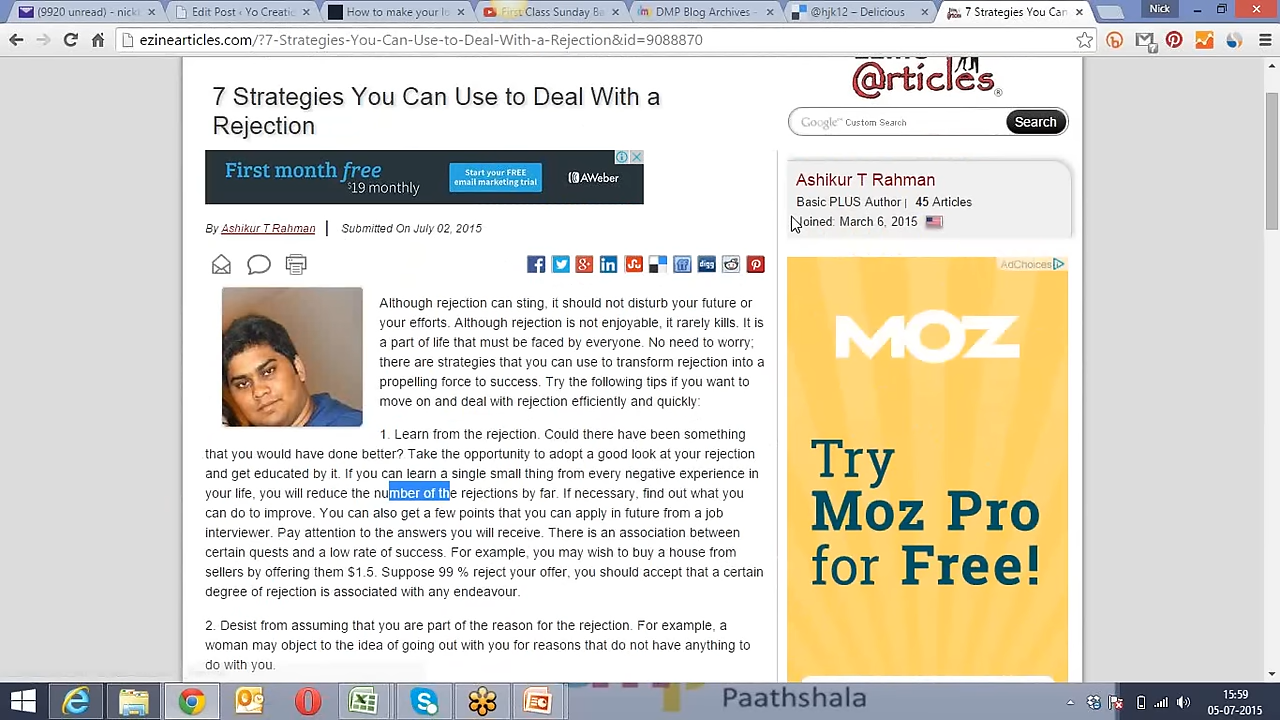 (9920 unread) - nickl
Edit Post ‹ Yo Creati
How to make your l
First Class Sunday Ba
DMP Blog Archives –
@hjk12 – Delicious
7 Strategies You Can
Nick
ezinearticles.com/?7-Strategies-You-Can-Use-to-Deal-With-a-Rejection&id=9088870
@rticles®
7 Strategies You Can Use to Deal With a
Rejection
Google™ Custom Search
Search
First month free
$19 monthly
Start your FREE
email marketing trial
AWeber
Ashikur T Rahman
Basic PLUS Author | 45 Articles
Joined: March 6, 2015
By Ashikur T Rahman | Submitted On July 02, 2015
AdChoices
MOZ
Try
Moz Pro
for Free!
Although rejection can sting, it should not disturb your future or
your efforts. Although rejection is not enjoyable, it rarely kills. It is
a part of life that must be faced by everyone. No need to worry;
there are strategies that you can use to transform rejection into a
propelling force to success. Try the following tips if you want to
move on and deal with rejection efficiently and quickly:
1. Learn from the rejection. Could there have been something
that you would have done better? Take the opportunity to adopt a good look at your rejection
and get educated by it. If you can learn a single small thing from every negative experience in
your life, you will reduce the number of the rejections by far. If necessary, find out what you
can do to improve. You can also get a few points that you can apply in future from a job
interviewer. Pay attention to the answers you will receive. There is an association between
certain quests and a low rate of success. For example, you may wish to buy a house from
sellers by offering them $1.5. Suppose 99 % reject your offer, you should accept that a certain
degree of rejection is associated with any endeavour.
2. Desist from assuming that you are part of the reason for the rejection. For example, a
woman may object to the idea of going out with you for reasons that do not have anything to
do with you.
Paathshala
15:59
05-07-2015